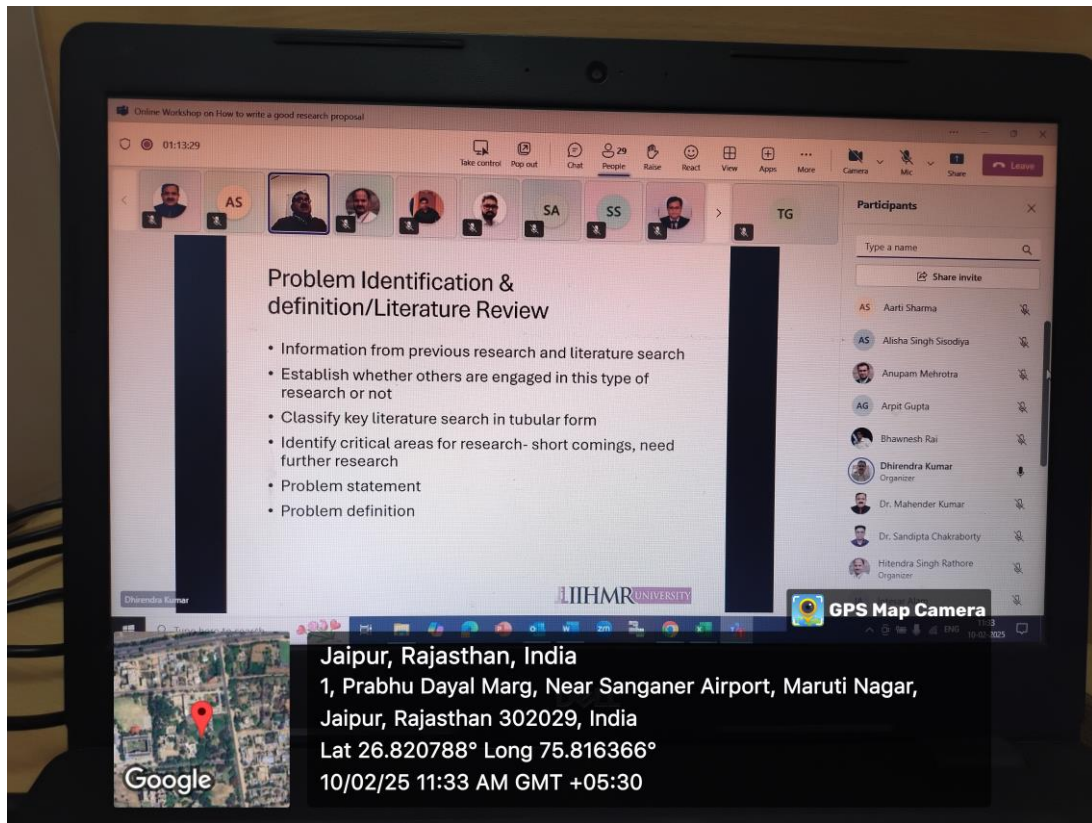 Online Workshop on How to write a good research proposal
01:13:29
Take control
Pop out
Chat
29
People
Raise
React
View
Apps
More
Camera
Mic
Share
Leave
AS
SA
SS
TG
Participants
Type a name
Share invite
AS Aarti Sharma
AS Alisha Singh Sisodiya
Anupam Mehrotra
AG Arpit Gupta
Bhawnesh Rai
Dhirendra Kumar
Organizer
Dr. Mahender Kumar
Dr. Sandipta Chakraborty
Hitendra Singh Rathore
Organizer
Problem Identification &
definition/Literature Review
• Information from previous research and literature search
• Establish whether others are engaged in this type of
research or not
• Classify key literature search in tubular form
• Identify critical areas for research- short comings, need
further research
• Problem statement
• Problem definition
Dhirendra Kumar
IIHMR UNIVERSITY
GPS Map Camera
Type here to search
ENG
11:33
10-02-2025
Google
Jaipur, Rajasthan, India
1, Prabhu Dayal Marg, Near Sanganer Airport, Maruti Nagar,
Jaipur, Rajasthan 302029, India
Lat 26.820788° Long 75.816366°
10/02/25 11:33 AM GMT +05:30